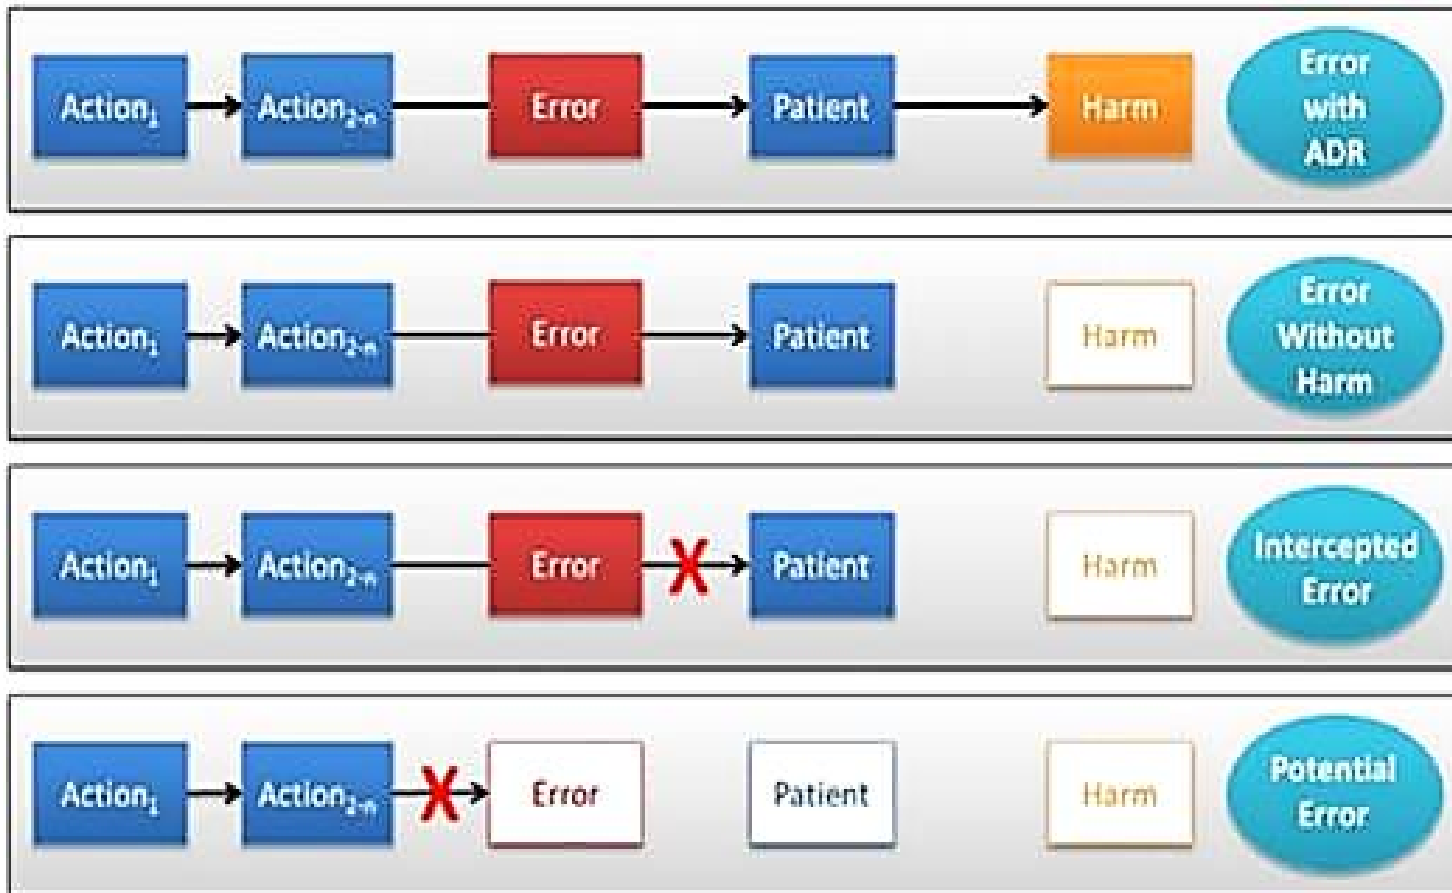 Action₁ Action₂₋ₙ Error Patient Harm
Error
with
ADR
Action₁ Action₂₋ₙ Error Patient Harm
Error
Without
Harm
Action₁ Action₂₋ₙ Error Patient Harm
Intercepted
Error
Action₁ Action₂₋ₙ Error Patient Harm
Potential
Error